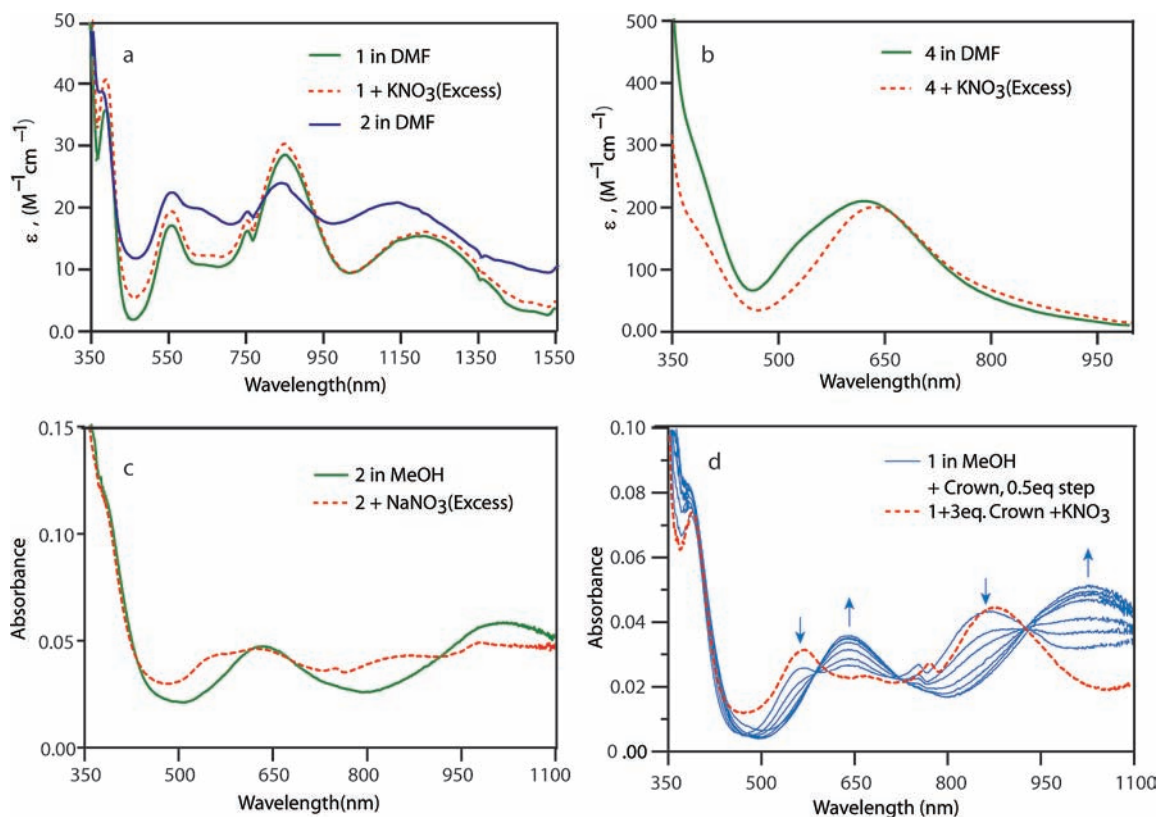 a
1 in DMF
1 + KNO3(Excess)
2 in DMF
ε , (M−1cm−1)
50
40
30
20
10
0.0
350 550 750 950 1150 1350 1550
Wavelength(nm)
b
4 in DMF
4 + KNO3(Excess)
ε , (M−1cm−1)
500
400
300
200
100
0.00
350 500 650 800 950
Wavelength(nm)
c
2 in MeOH
2 + NaNO3(Excess)
Absorbance
0.15
0.10
0.05
0.00
350 500 650 800 950 1100
Wavelength(nm)
d
1 in MeOH
+ Crown, 0.5eq step
1+3eq. Crown +KNO3
Absorbance
0.10
0.08
0.06
0.04
0.02
.00
350 500 650 800 950 1100
Wavelength (nm)